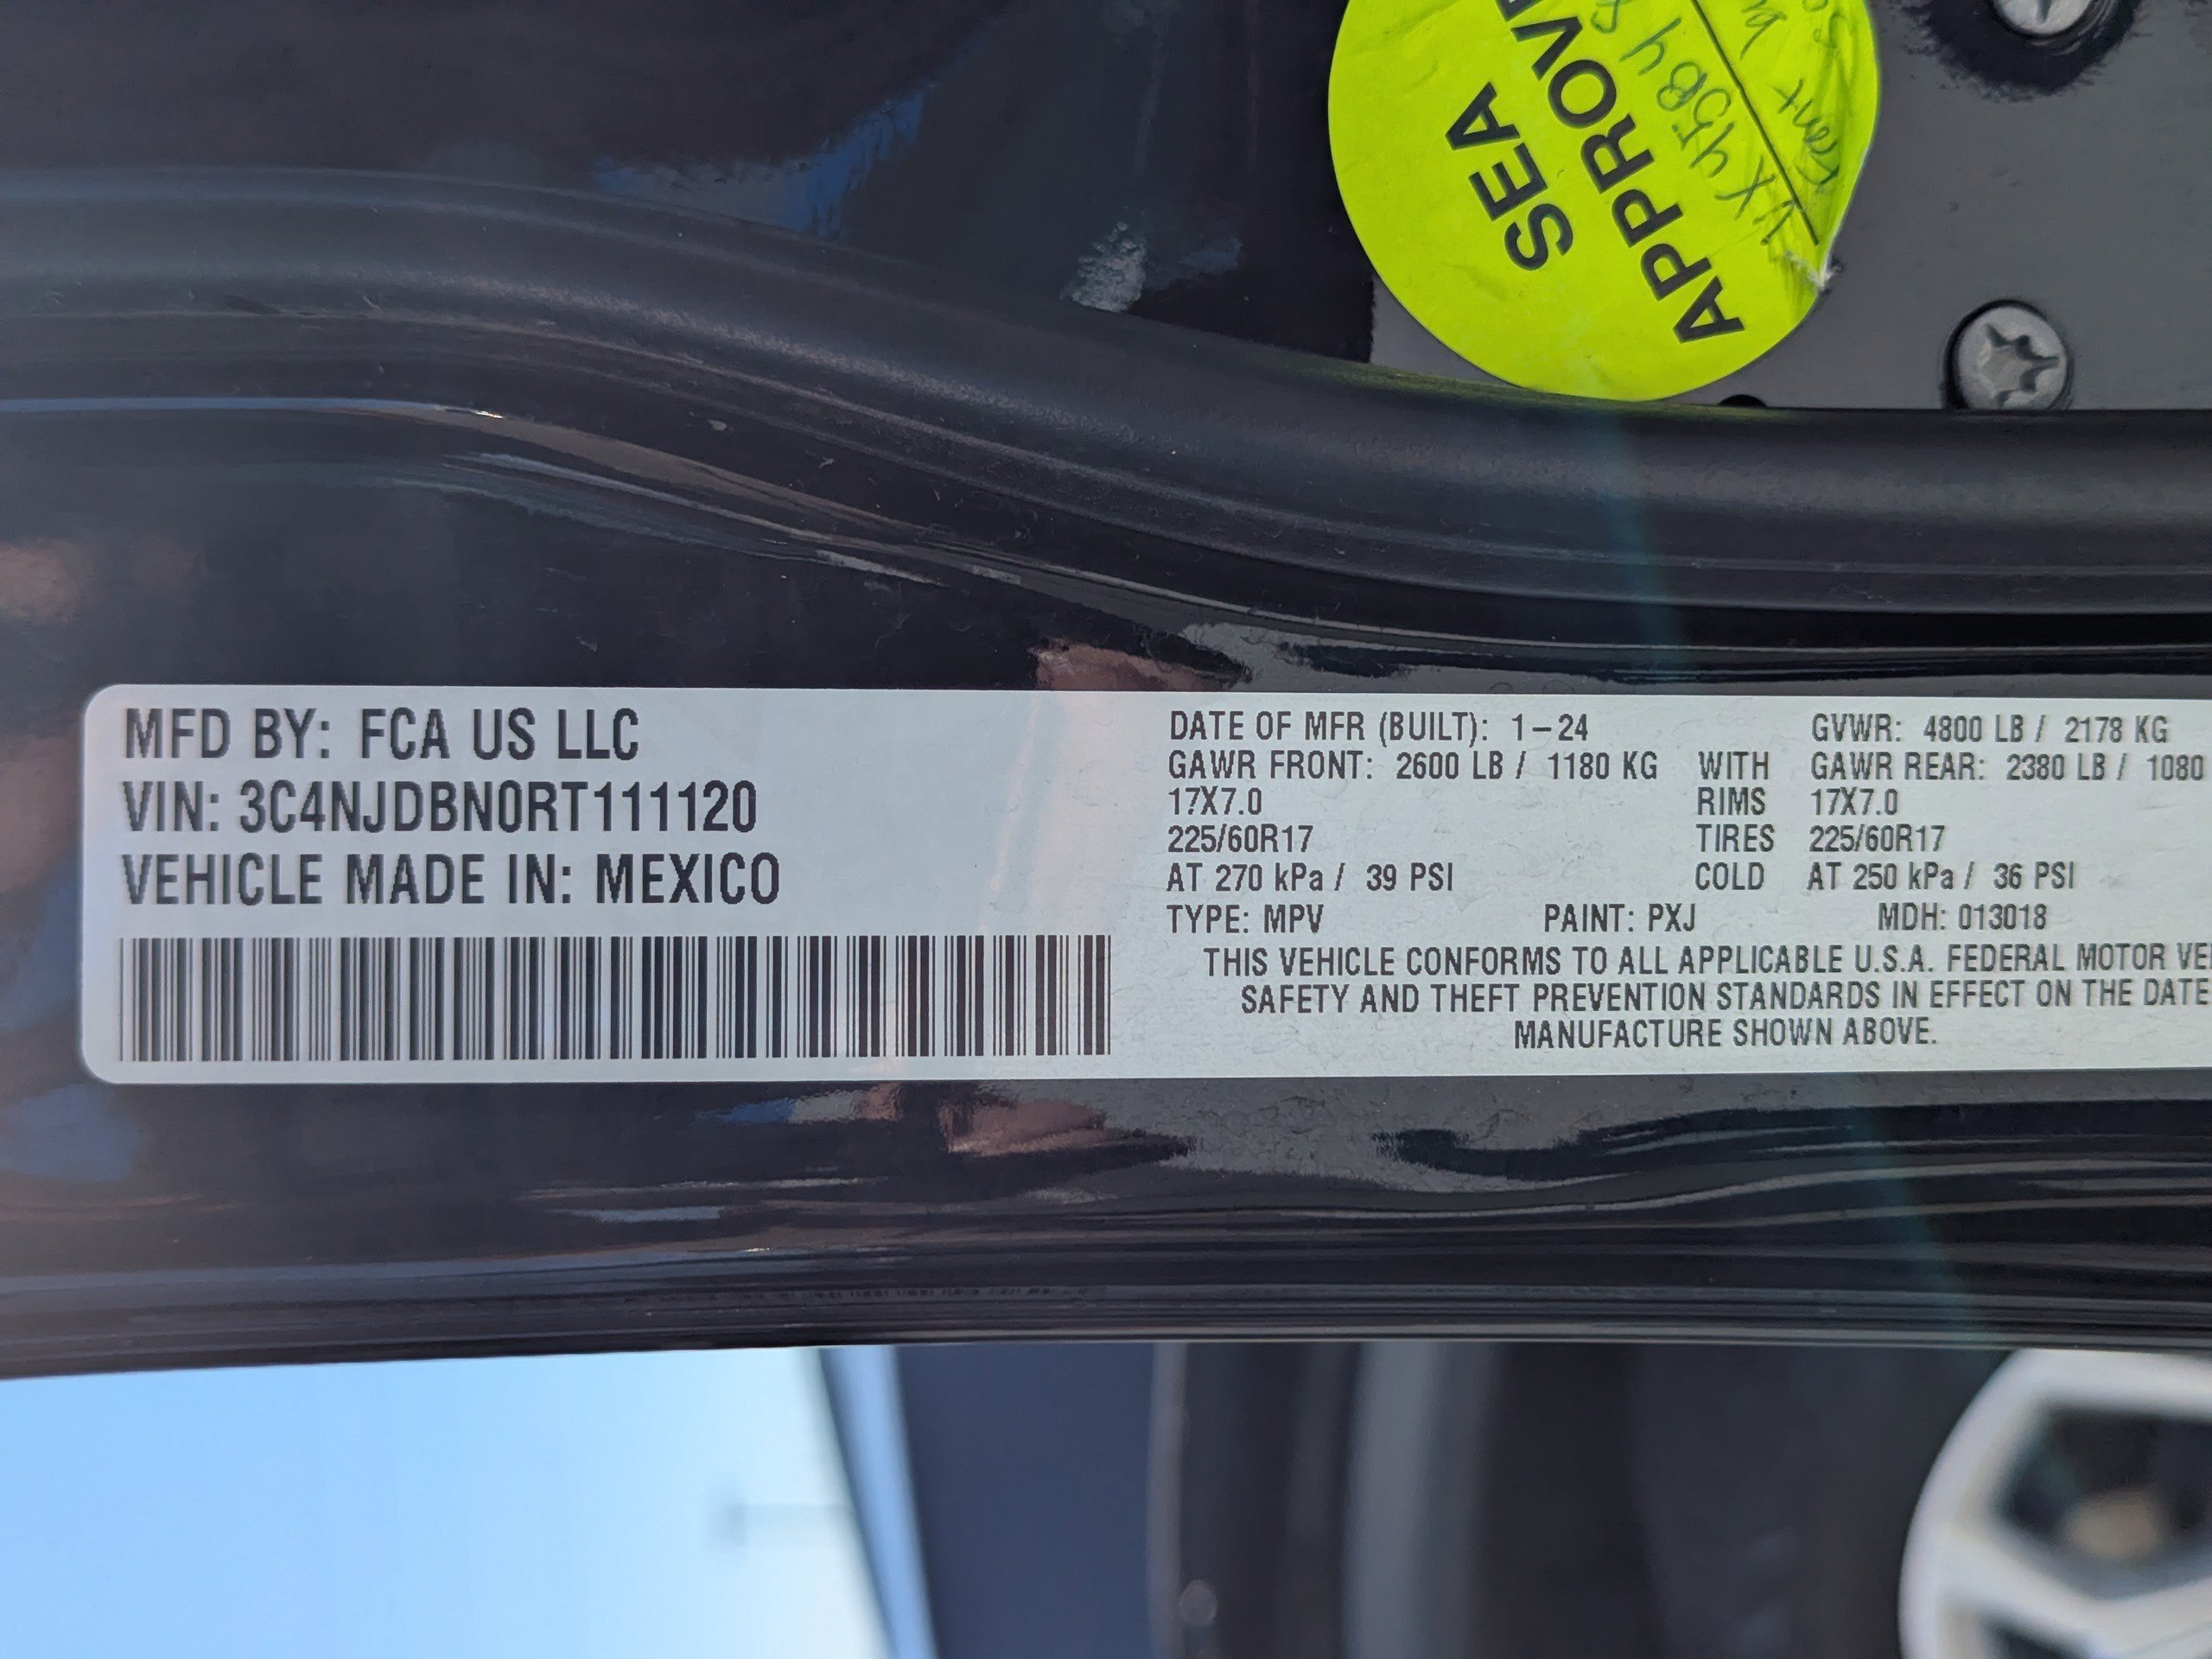 SEA
MFD BY: FCA US LLC
VIN: 3C4NJDBN0RT111120
VEHICLE MADE IN: MEXICO
DATE OF MFR (BUILT): 1-24 GVWR: 4800 LB / 2178 KG
GAWR FRONT: 2600 LB / 1180 KG WITH GAWR REAR: 2380 LB / 1080
17X7.0 RIMS 17X7.0
225/60R17 TIRES 225/60R17
AT 270 kPa / 39 PSI COLD AT 250 kPa / 36 PSI
TYPE: MPV PAINT: PXJ MDH: 013018
THIS VEHICLE CONFORMS TO ALL APPLICABLE U.S.A. FEDERAL MOTOR
SAFETY AND THEFT PREVENTION STANDARDS IN EFFECT ON THE DATE
MANUFACTURE SHOWN ABOVE.